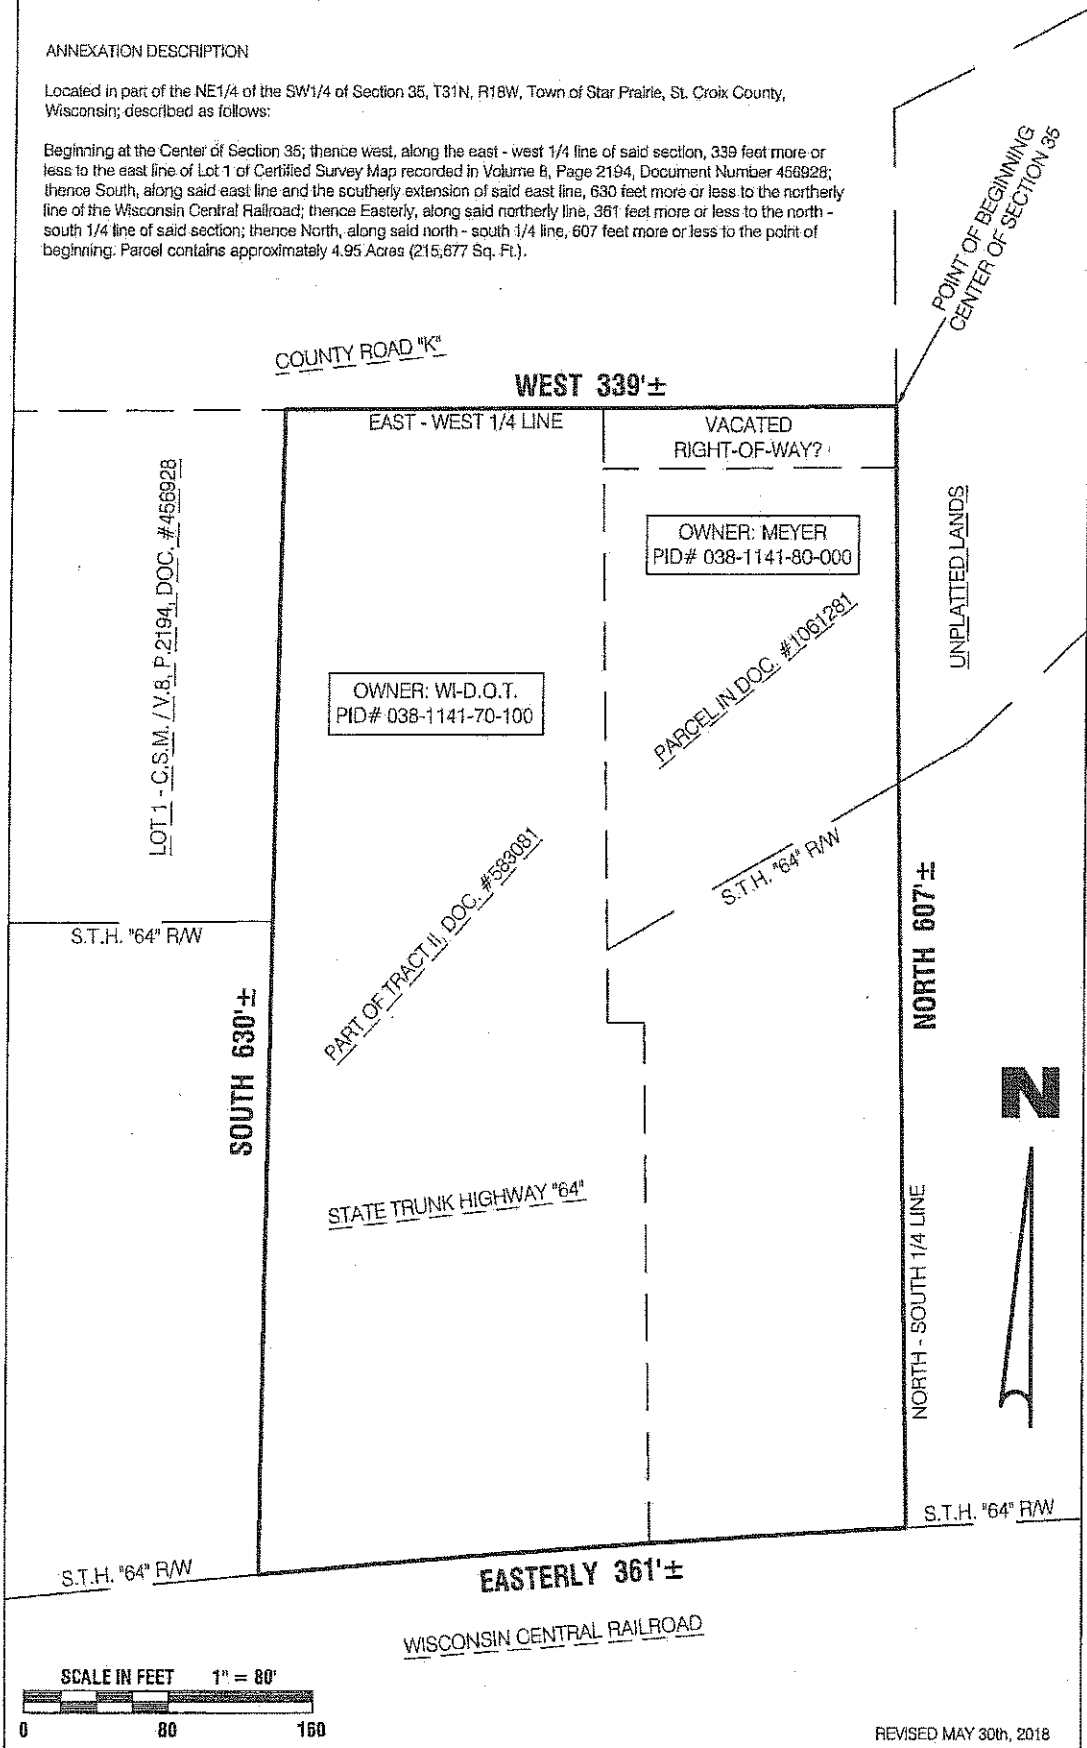 ANNEXATION DESCRIPTION
Located in part of the NE1/4 of the SW1/4 of Section 35, T31N, R18W, Town of Star Prairie, St. Croix County,
Wisconsin; described as follows:
Beginning at the Center of Section 35; thence west, along the east - west 1/4 line of said section, 339 feet more or
less to the east line of Lot 1 of Certified Survey Map recorded in Volume 8, Page 2194, Document Number 456928;
thence South, along said east line and the southerly extension of said east line, 630 feet more or less to the northerly
line of the Wisconsin Central Railroad; thence Easterly, along said northerly line, 361 feet more or less to the north -
south 1/4 line of said section; thence North, along said north - south 1/4 line, 607 feet more or less to the point of
beginning. Parcel contains approximately 4.95 Acres (215,677 Sq. Ft.).
POINT OF BEGINNING
CENTER OF SECTION 35
COUNTY ROAD "K"
WEST 339'±
EAST - WEST 1/4 LINE
VACATED
RIGHT-OF-WAY?
LOT 1 - C.S.M. / V.8, P.2194, DOC. #456928
OWNER: MEYER
PID# 038-1141-80-000
UNPLATTED LANDS
PARCEL IN DOC. #1061281
OWNER: WI-D.O.T.
PID# 038-1141-70-100
S.T.H. "64" R/W
PART OF TRACT II, DOC. #583081
S.T.H. "64" R/W
NORTH 607'±
SOUTH 630'±
N
STATE TRUNK HIGHWAY "64"
NORTH - SOUTH 1/4 LINE
S.T.H. "64" R/W
S.T.H. "64" R/W
EASTERLY 361'±
WISCONSIN CENTRAL RAILROAD
SCALE IN FEET 1" = 80'
0 80 160
REVISED MAY 30th, 2018